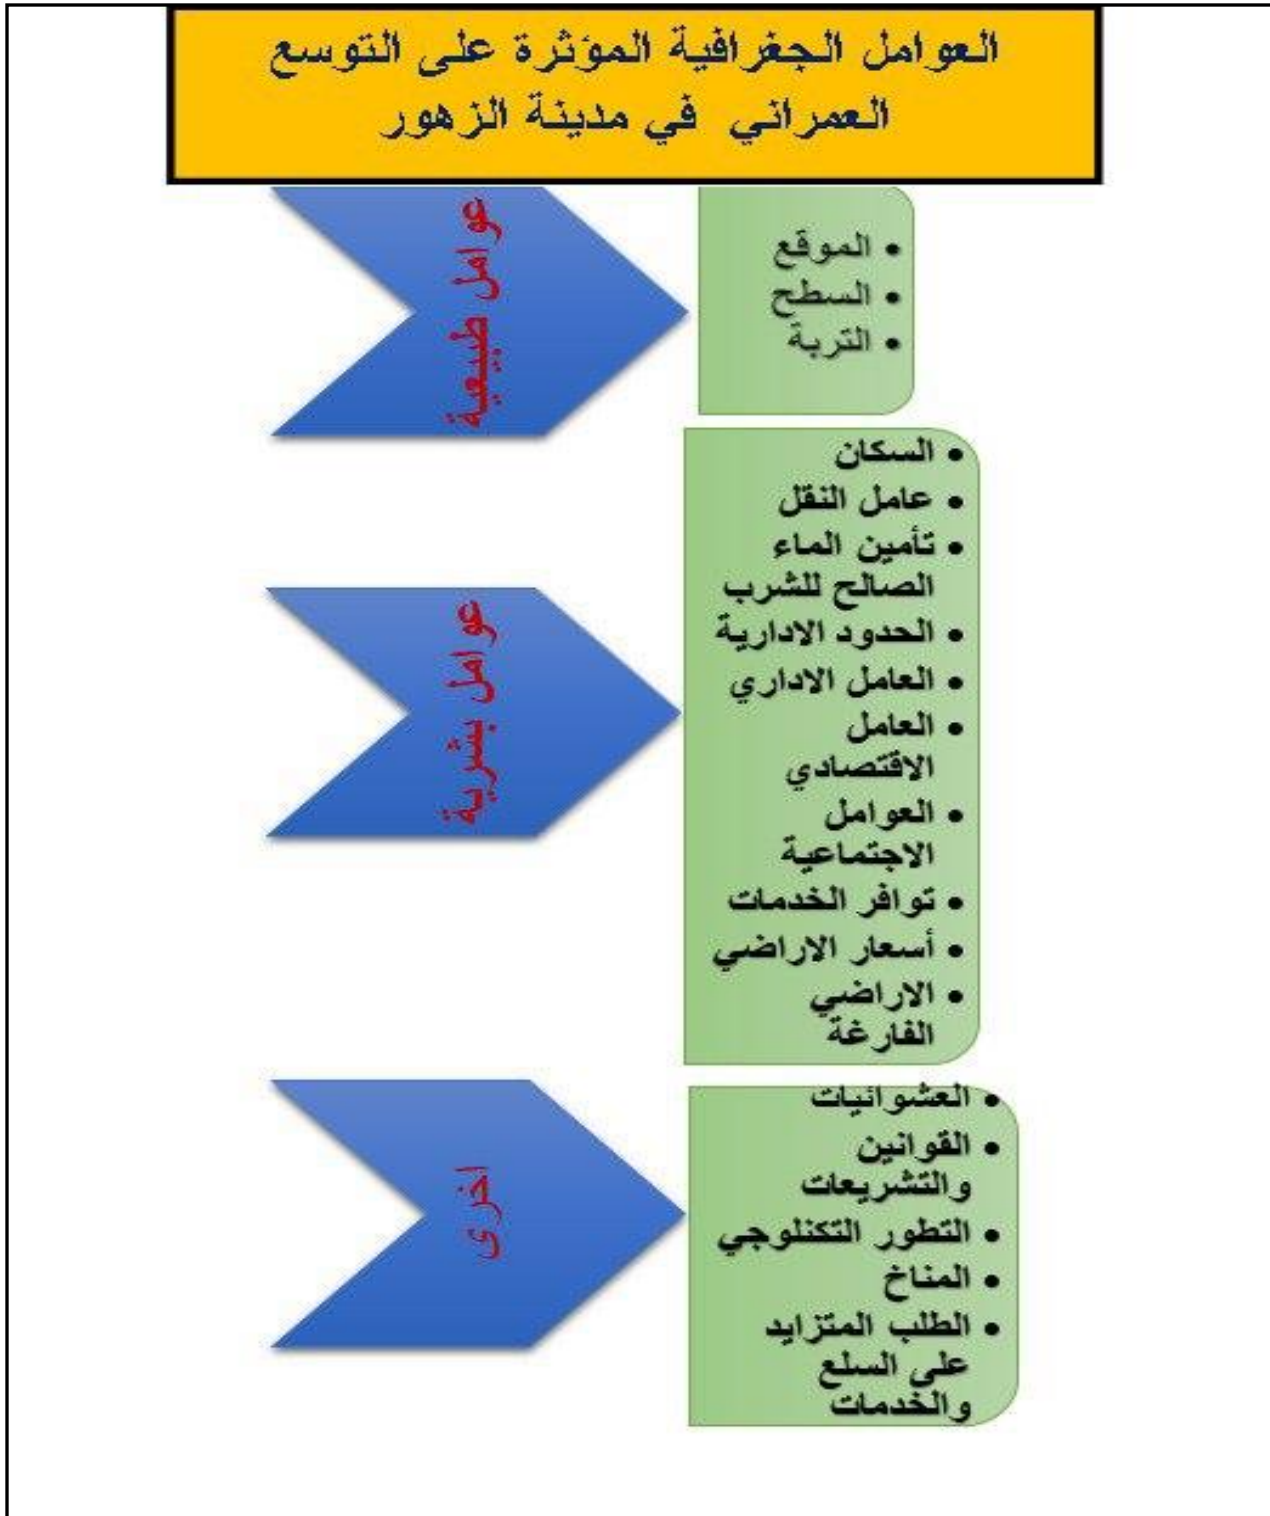 العوامل الجغرافية المؤثرة على التوسع
العمراني في مدينة الزهور
عوامل طبيعية
• الموقع
• السطح
• التربة
عوامل بشرية
• السكان
• عامل النقل
• تأمين الماء
الصالح للشرب
• الحدود الادارية
• العامل الاداري
• العامل
الاقتصادي
• العوامل
الاجتماعية
• توافر الخدمات
• أسعار الاراضي
• الاراضي
الفارغة
اخرى
• العشوائيات
• القوانين
والتشريعات
• التطور التكنلوجي
• المناخ
• الطلب المتزايد
على السلع
والخدمات